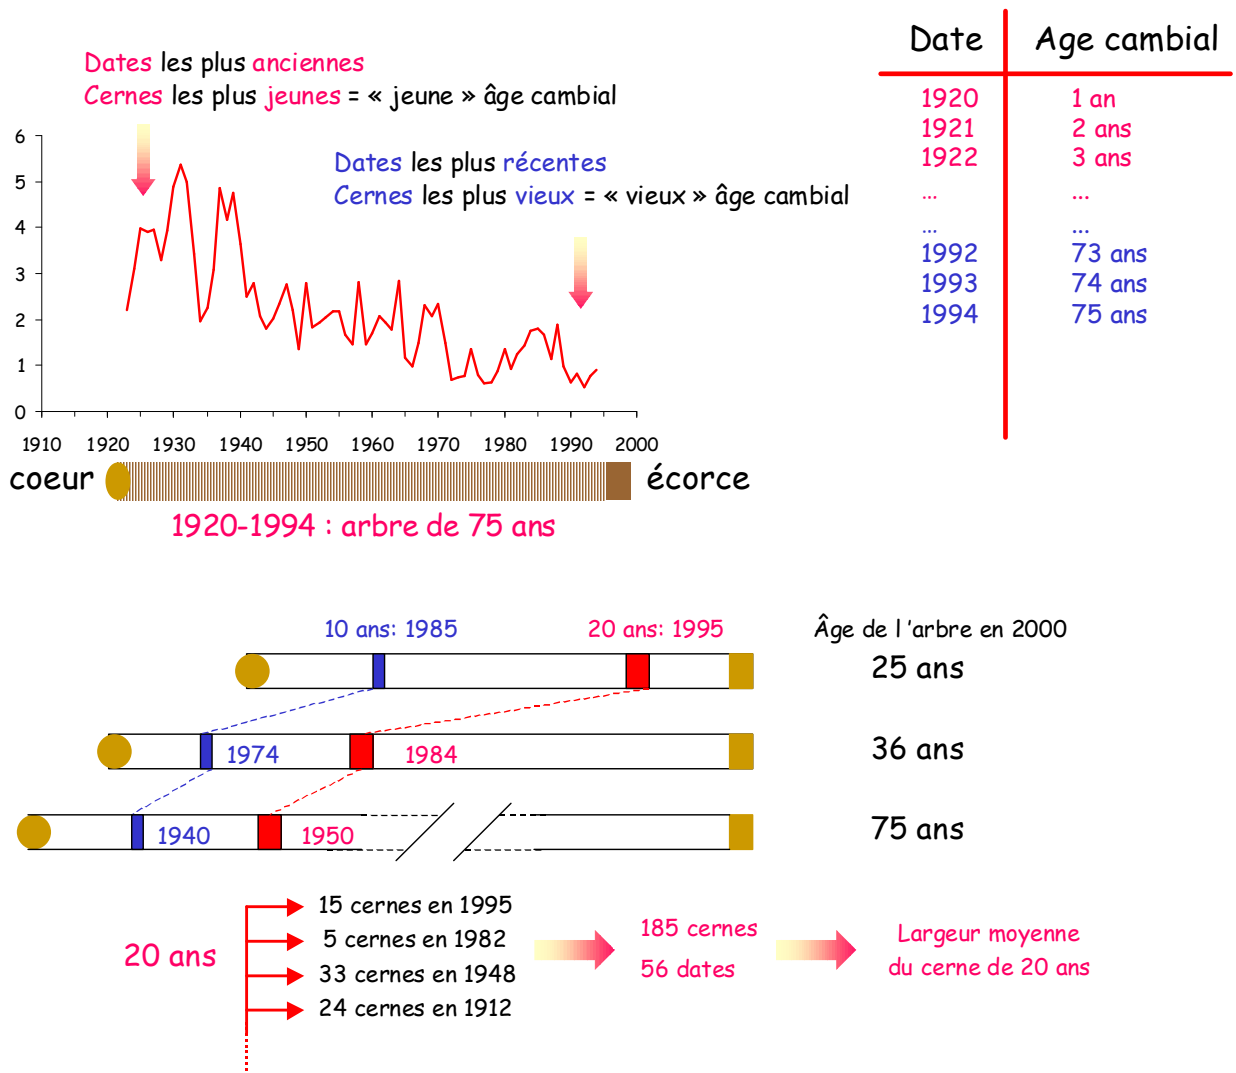 Dates les plus anciennes
Cernes les plus jeunes = « jeune » âge cambial
Dates les plus récentes
Cernes les plus vieux = « vieux » âge cambial
6
5
4
3
2
1
0
1910 1920 1930 1940 1950 1960 1970 1980 1990 2000
coeur écorce
1920-1994 : arbre de 75 ans
Date Age cambial
1920 1 an
1921 2 ans
1922 3 ans
... ...
... ...
1992 73 ans
1993 74 ans
1994 75 ans
10 ans: 1985 20 ans: 1995 Âge de l 'arbre en 2000
25 ans
1974 1984 36 ans
1940 1950 75 ans
20 ans
15 cernes en 1995
5 cernes en 1982
33 cernes en 1948
24 cernes en 1912
185 cernes
56 dates
Largeur moyenne
du cerne de 20 ans